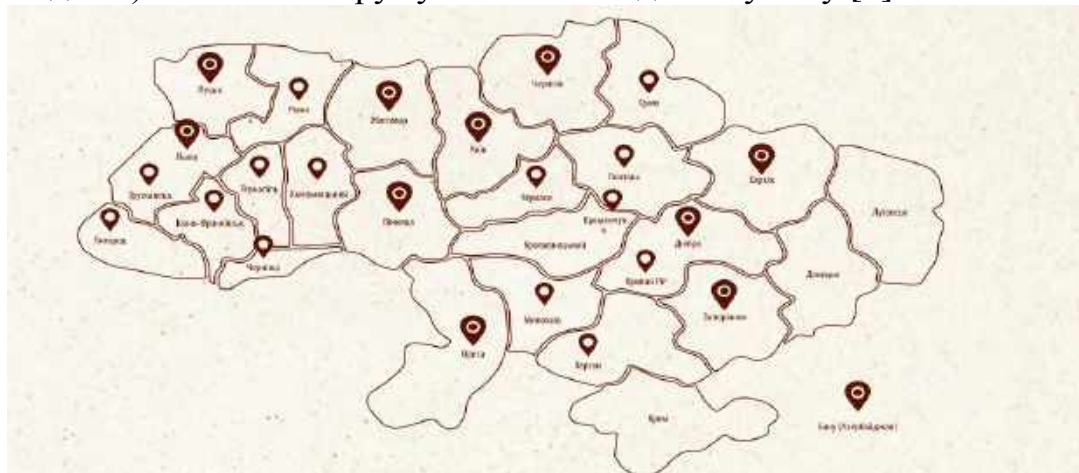 Луцьк
Рівне
Житомир
Київ
Чернігів
Суми
Львів
Трускавець
Тернопіль
Хмельницький
Івано-Франківськ
Ужгород
Чернівці
Вінниця
Черкаси
Полтава
Кременчук
Харків
Луганськ
Кропивницький
Дніпро
Кривий Ріг
Донецьк
Запоріжжя
Миколаїв
Одеса
Херсон
Крим
Баку (Азербайджан)